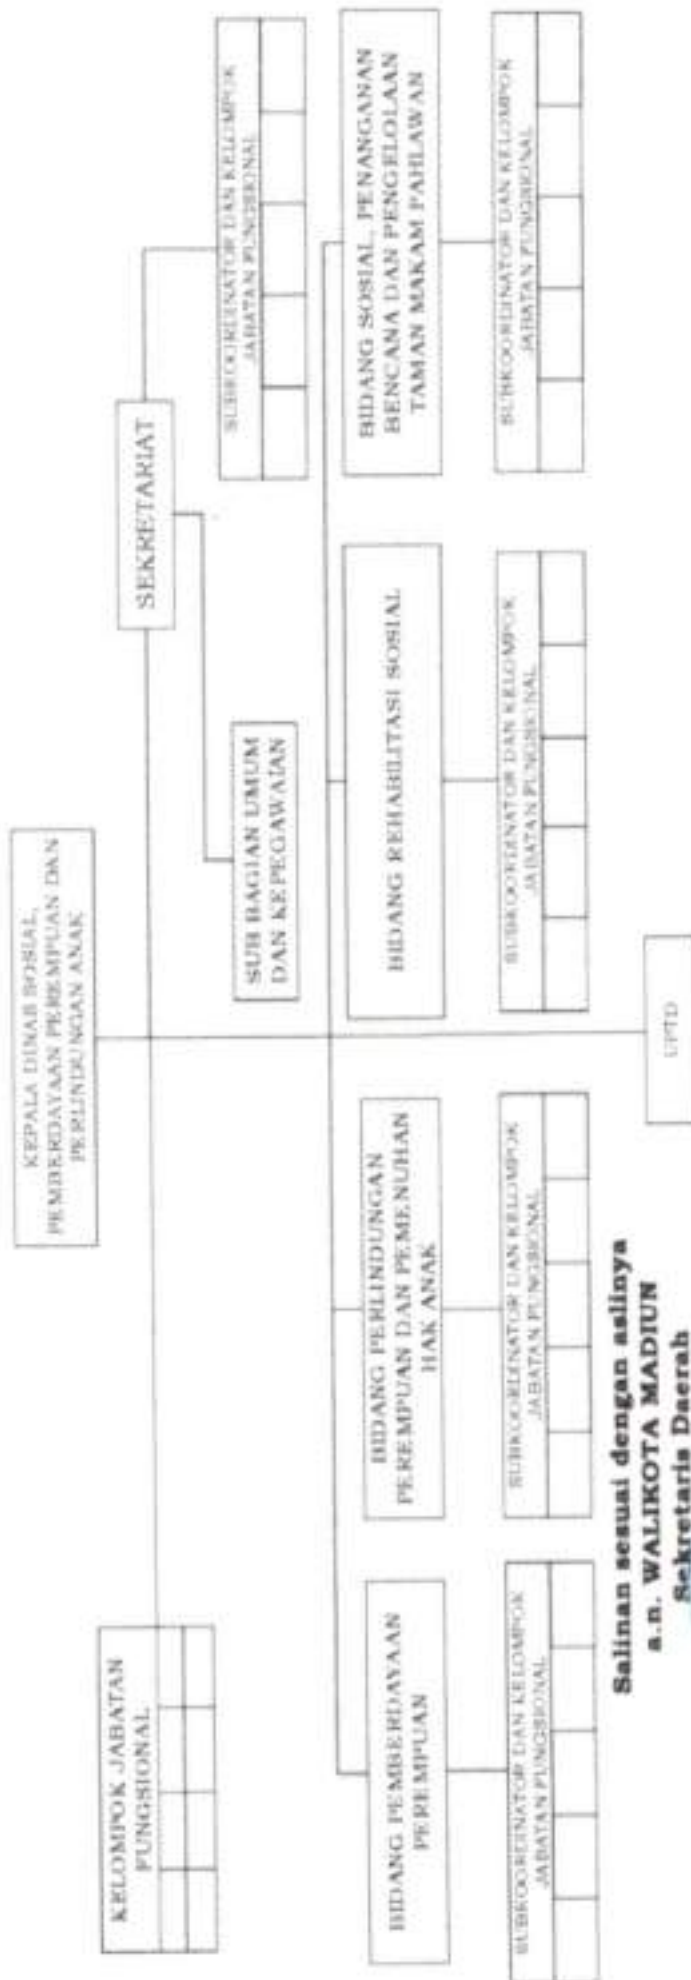 KEPALA DINAS SOSIAL,
PEMBERDAYAAN PEREMPUAN DAN
PERLINDUNGAN ANAK
KELOMPOK JABATAN
FUNGSIONAL
SEKRETARIAT
SUB BAGIAN UMUM
DAN KEPEGAWAIAN
SUBKOORDINATOR DAN KELOMPOK
JABATAN FUNGSIONAL
BIDANG PEMBERDAYAAN
PEREMPUAN
BIDANG PERLINDUNGAN
PEREMPUAN DAN PEMENUHAN
HAK ANAK
BIDANG REHABILITASI SOSIAL
BIDANG SOSIAL, PENANGANAN
BENCANA DAN PENGELOLAAN
TAMAN MAKAM PAHLAWAN
SUBKOORDINATOR DAN KELOMPOK
JABATAN FUNGSIONAL
SUBKOORDINATOR DAN KELOMPOK
JABATAN FUNGSIONAL
SUBKOORDINATOR DAN KELOMPOK
JABATAN FUNGSIONAL
SUBKOORDINATOR DAN KELOMPOK
JABATAN FUNGSIONAL
UPTD
Salinan sesuai dengan aslinya
a.n. WALIKOTA MADIUN
Sekretaris Daerah